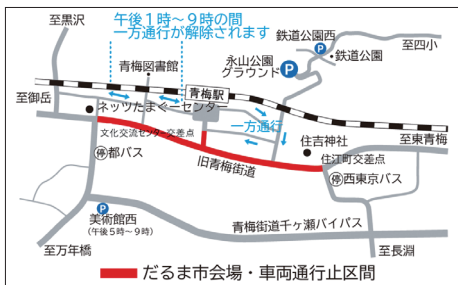 至黒沢
午後1時～9時の間
一方通行が解除されます
鉄道公園西
P
鉄道公園
至四小
永山公園
グラウンド
P
青梅図書館
青梅駅
至御岳
ネッツたまぐーセンター
一方通行
文化交流センター交差点
住吉神社
至東青梅
住江町交差点
停都バス
旧青梅街道
停西東京バス
P
美術館西
(午後5時～9時)
青梅街道千ヶ瀬バイパス
至万年橋
至長淵
だるま市会場・車両通行止区間